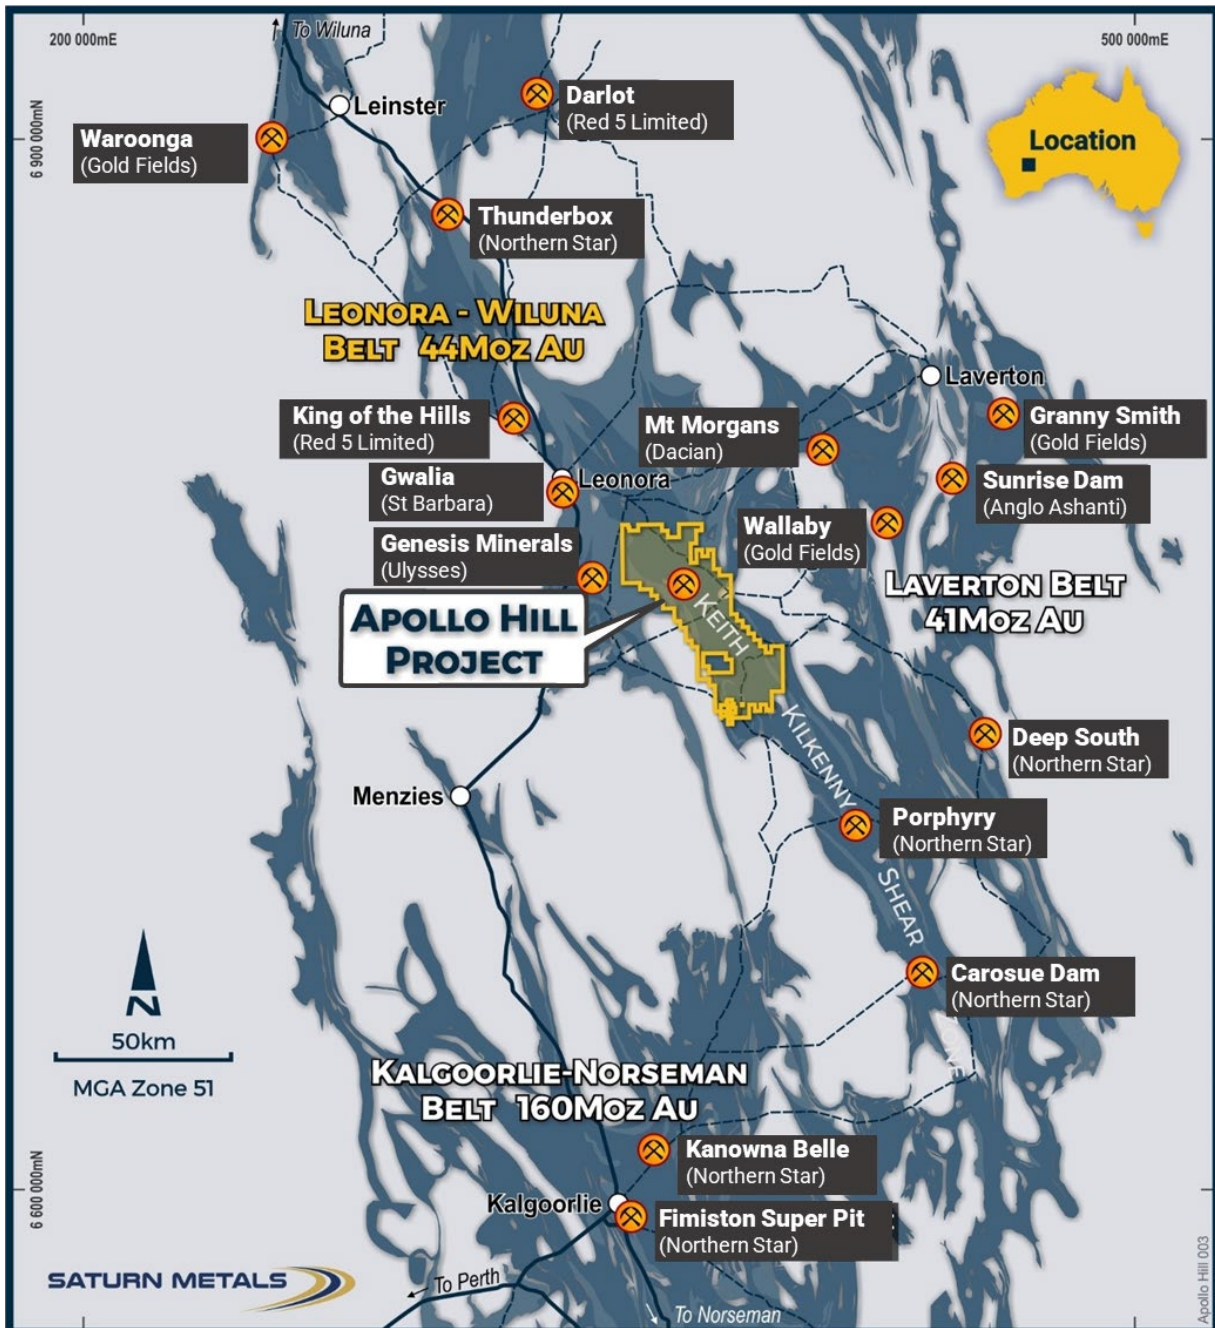 200 000mE
500 000mE
To Wiluna
6 900 000mN
Leinster
Darlot
(Red 5 Limited)
Waroonga
(Gold Fields)
Location
Thunderbox
(Northern Star)
LEONORA - WILUNA
BELT 44MOZ AU
Laverton
King of the Hills
(Red 5 Limited)
Mt Morgans
(Dacian)
Granny Smith
(Gold Fields)
Gwalia
(St Barbara)
Leonora
Sunrise Dam
(Anglo Ashanti)
Wallaby
(Gold Fields)
Genesis Minerals
(Ulysses)
LAVERTON BELT
41MOZ AU
APOLLO HILL
PROJECT
KEITH
KILKENNY
SHEAR
ZONE
Deep South
(Northern Star)
Menzies
Porphyry
(Northern Star)
Carosue Dam
(Northern Star)
N
50km
MGA Zone 51
KALGOORLIE-NORSEMAN
BELT 160MOZ AU
Kanowna Belle
(Northern Star)
6 600 000mN
Kalgoorlie
Fimiston Super Pit
(Northern Star)
SATURN METALS
To Perth
To Norseman
Apollo Hill 003